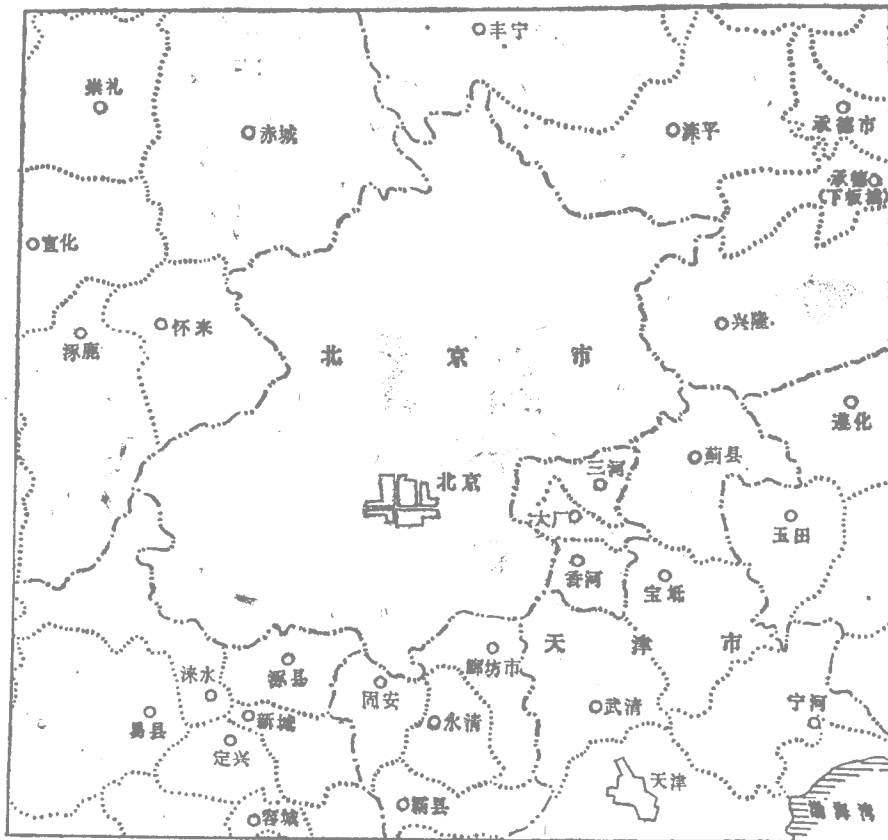 丰宁
崇礼
赤城
滦平
承德市
承德
(下板城)
宣化
怀来
兴隆
涿鹿
北京市
遵化
蓟县
三河
北京
大厂
玉田
香河
宝坻
天津市
涞水
涿县
廊坊市
固安
易县
新城
永清
武清
宁河
定兴
天津
容城
霸县
渤海湾